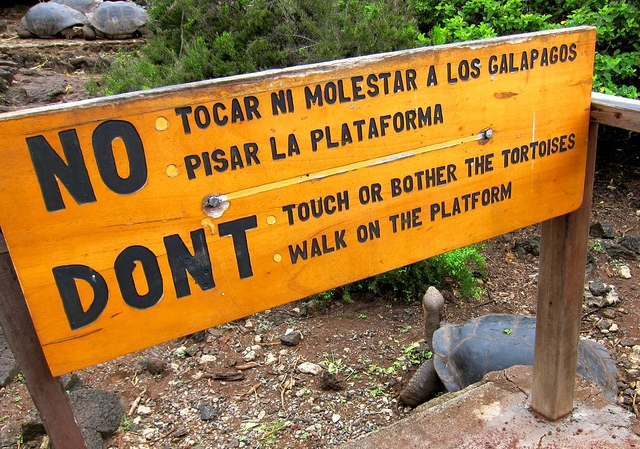 NO • TOCAR NI MOLESTAR A LOS GALAPAGOS
• PISAR LA PLATAFORMA
DONT • TOUCH OR BOTHER THE TORTOISES
• WALK ON THE PLATFORM